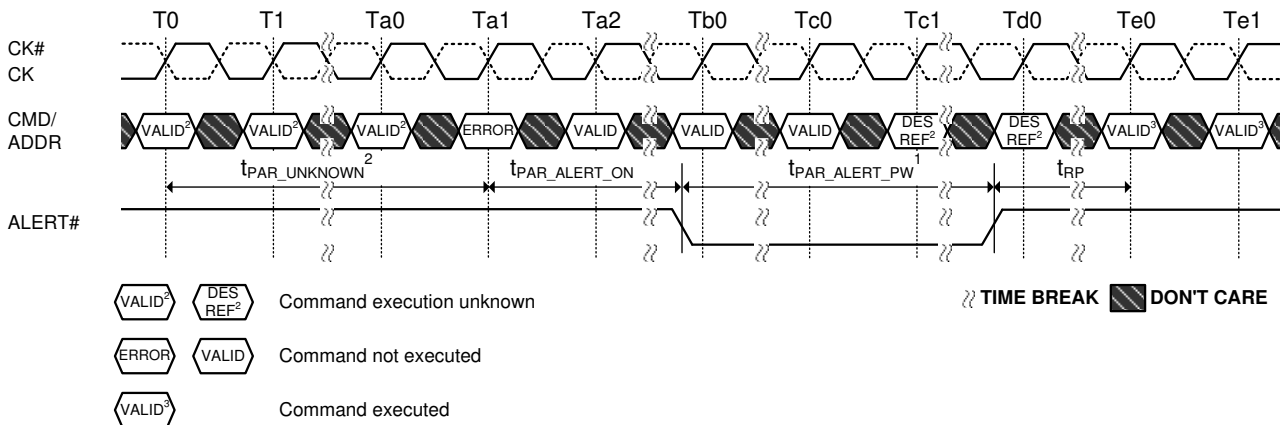 T0 T1 Ta0 Ta1 Ta2 Tb0 Tc0 Tc1 Td0 Te0 Te1
CK#
CK
CMD/
ADDR
VALID² VALID² VALID² ERROR VALID VALID VALID DES REF² DES REF² VALID³ VALID³
tPAR_UNKNOWN² tPAR_ALERT_ON tPAR_ALERT_PW¹ tRP
ALERT#
VALID² DES REF² Command execution unknown
TIME BREAK DON'T CARE
ERROR VALID Command not executed
VALID³ Command executed